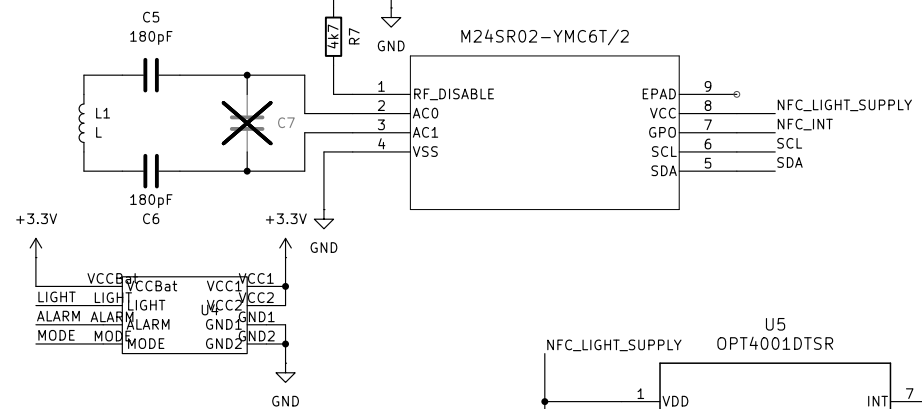 C5
180pF
4k7
R7
GND
M24SR02-YMC6T/2
1
RF_DISABLE
2
AC0
3
AC1
4
VSS
EPAD
9
VCC
8
NFC_LIGHT_SUPPLY
GPO
7
NFC_INT
SCL
6
SCL
SDA
5
SDA
L1
L
C7
180pF
C6
GND
+3.3V
+3.3V
VCCBat
VCCBat
VCC1
VCC1
LIGHT
LIGHT
LIGHT
VCC2
VCC2
U4
ALARM
ALARM
ALARM
GND1
GND1
MODE
MODE
MODE
GND2
GND2
GND
U5
OPT4001DTSR
NFC_LIGHT_SUPPLY
1
VDD
INT
7